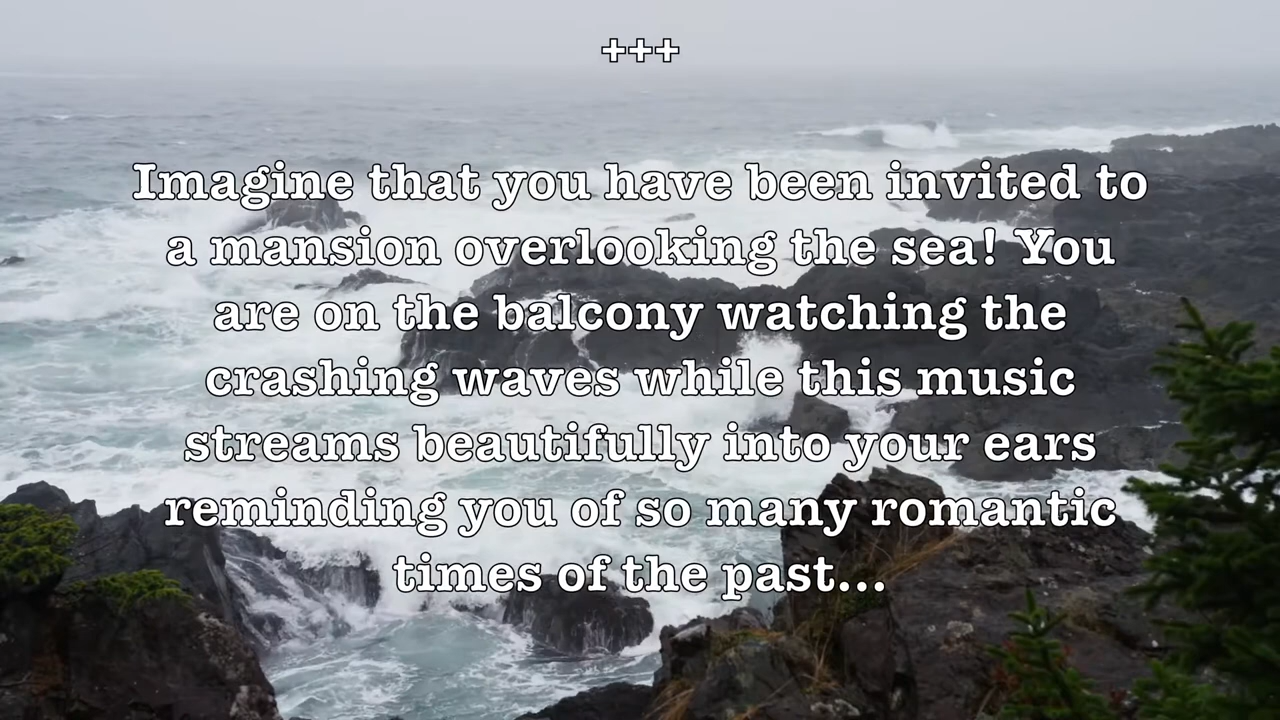 +++
Imagine that you have been invited to
a mansion overlooking the sea! You
are on the balcony watching the
crashing waves while this music
streams beautifully into your ears
reminding you of so many romantic
times of the past...